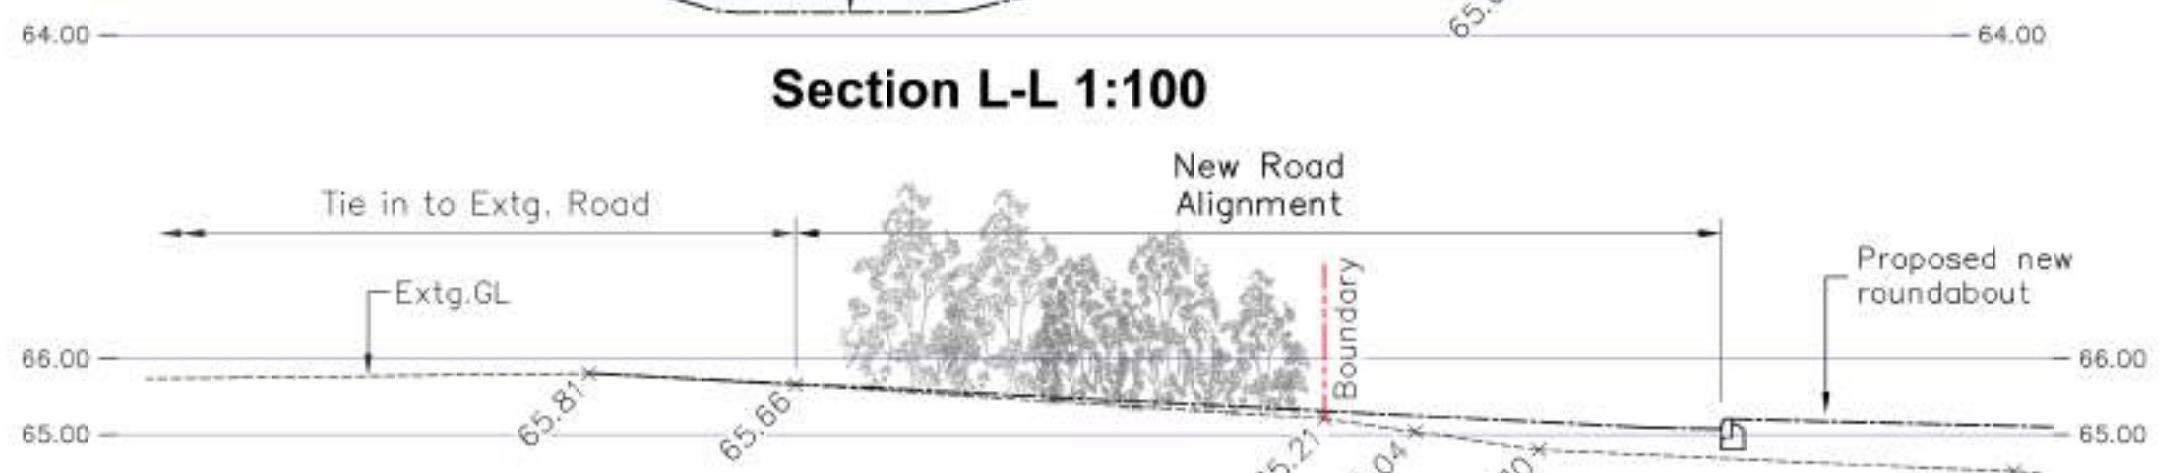 64.00
64.00
Section L-L 1:100
New Road
Alignment
Tie in to Extg. Road
Proposed new
roundabout
Extg.GL
Boundary
66.00
66.00
65.81
65.66
65.00
65.00